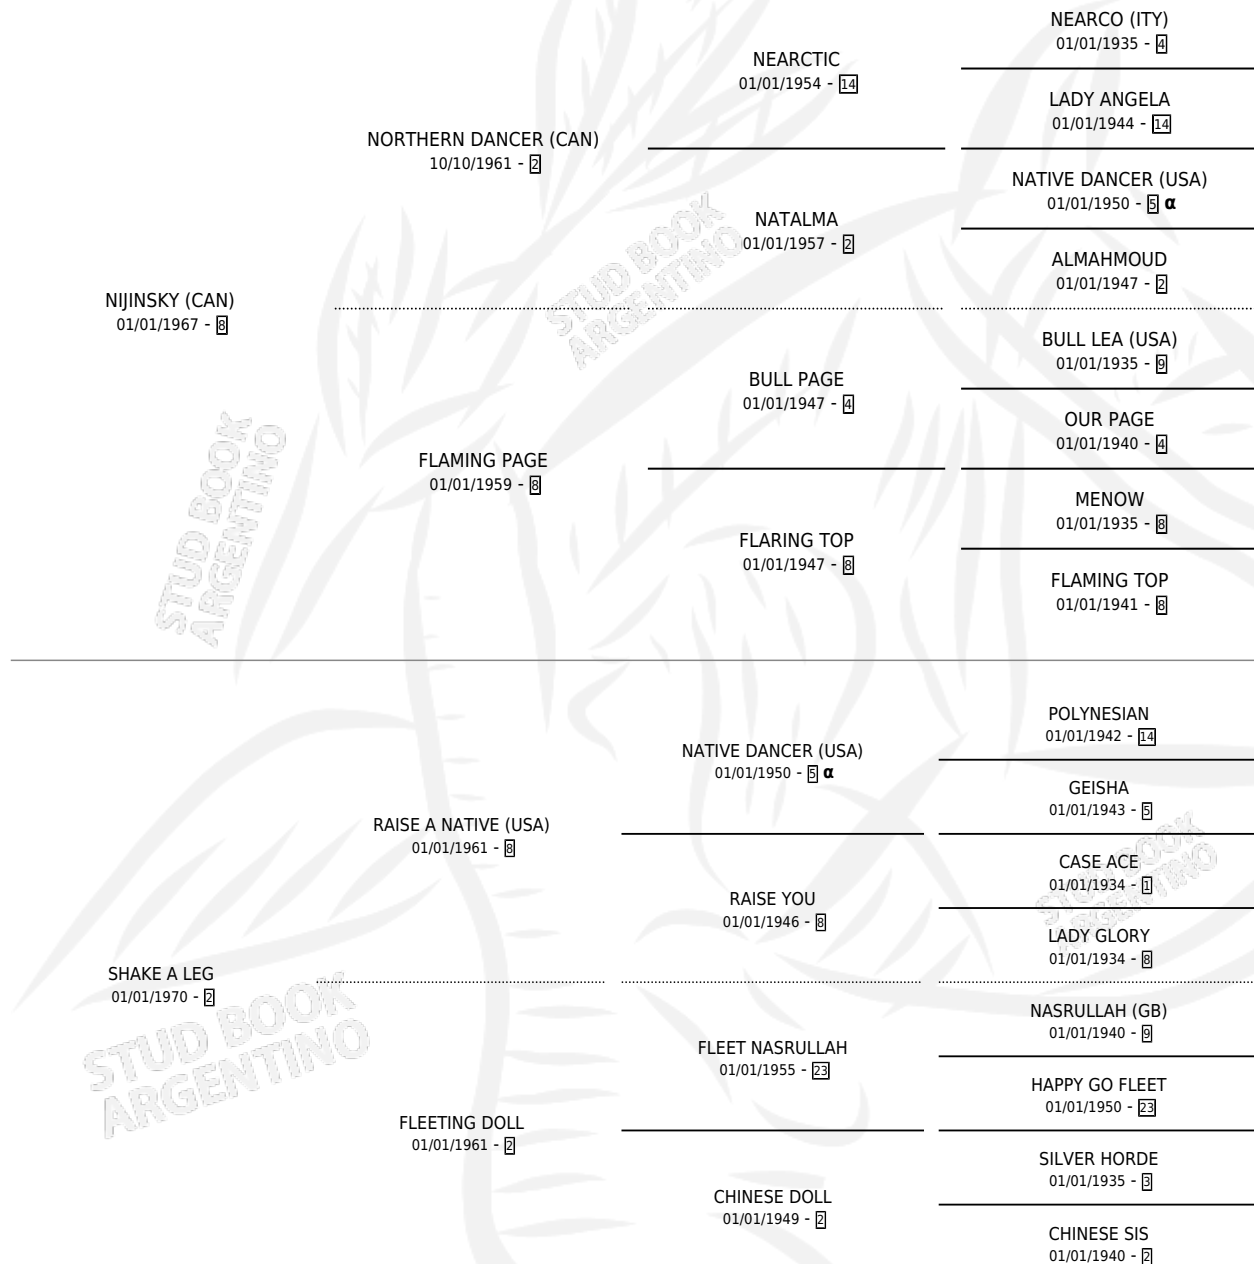 NEARCO (ITY)
01/01/1935 - 4
NEARCTIC
01/01/1954 - 14
LADY ANGELA
01/01/1944 - 14
NORTHERN DANCER (CAN)
10/10/1961 - 2
NATIVE DANCER (USA)
01/01/1950 - 5 α
NATALMA
01/01/1957 - 2
ALMAHMOUD
01/01/1947 - 2
NIJINSKY (CAN)
01/01/1967 - 8
BULL LEA (USA)
01/01/1935 - 9
BULL PAGE
01/01/1947 - 4
OUR PAGE
01/01/1940 - 4
FLAMING PAGE
01/01/1959 - 8
MENOW
01/01/1935 - 8
FLARING TOP
01/01/1947 - 8
FLAMING TOP
01/01/1941 - 8
POLYNESIAN
01/01/1942 - 14
NATIVE DANCER (USA)
01/01/1950 - 5 α
GEISHA
01/01/1943 - 5
RAISE A NATIVE (USA)
01/01/1961 - 8
CASE ACE
01/01/1934 - 1
RAISE YOU
01/01/1946 - 8
LADY GLORY
01/01/1934 - 8
SHAKE A LEG
01/01/1970 - 2
NASRULLAH (GB)
01/01/1940 - 9
FLEET NASRULLAH
01/01/1955 - 23
HAPPY GO FLEET
01/01/1950 - 23
FLEETING DOLL
01/01/1961 - 2
SILVER HORDE
01/01/1935 - 3
CHINESE DOLL
01/01/1949 - 2
CHINESE SIS
01/01/1940 - 2
STUD BOOK
ARGENTINO
STUD BOOK
ARGENTINO
STUD BOOK
ARGENTINO
STUD BOOK
ARGENTINO